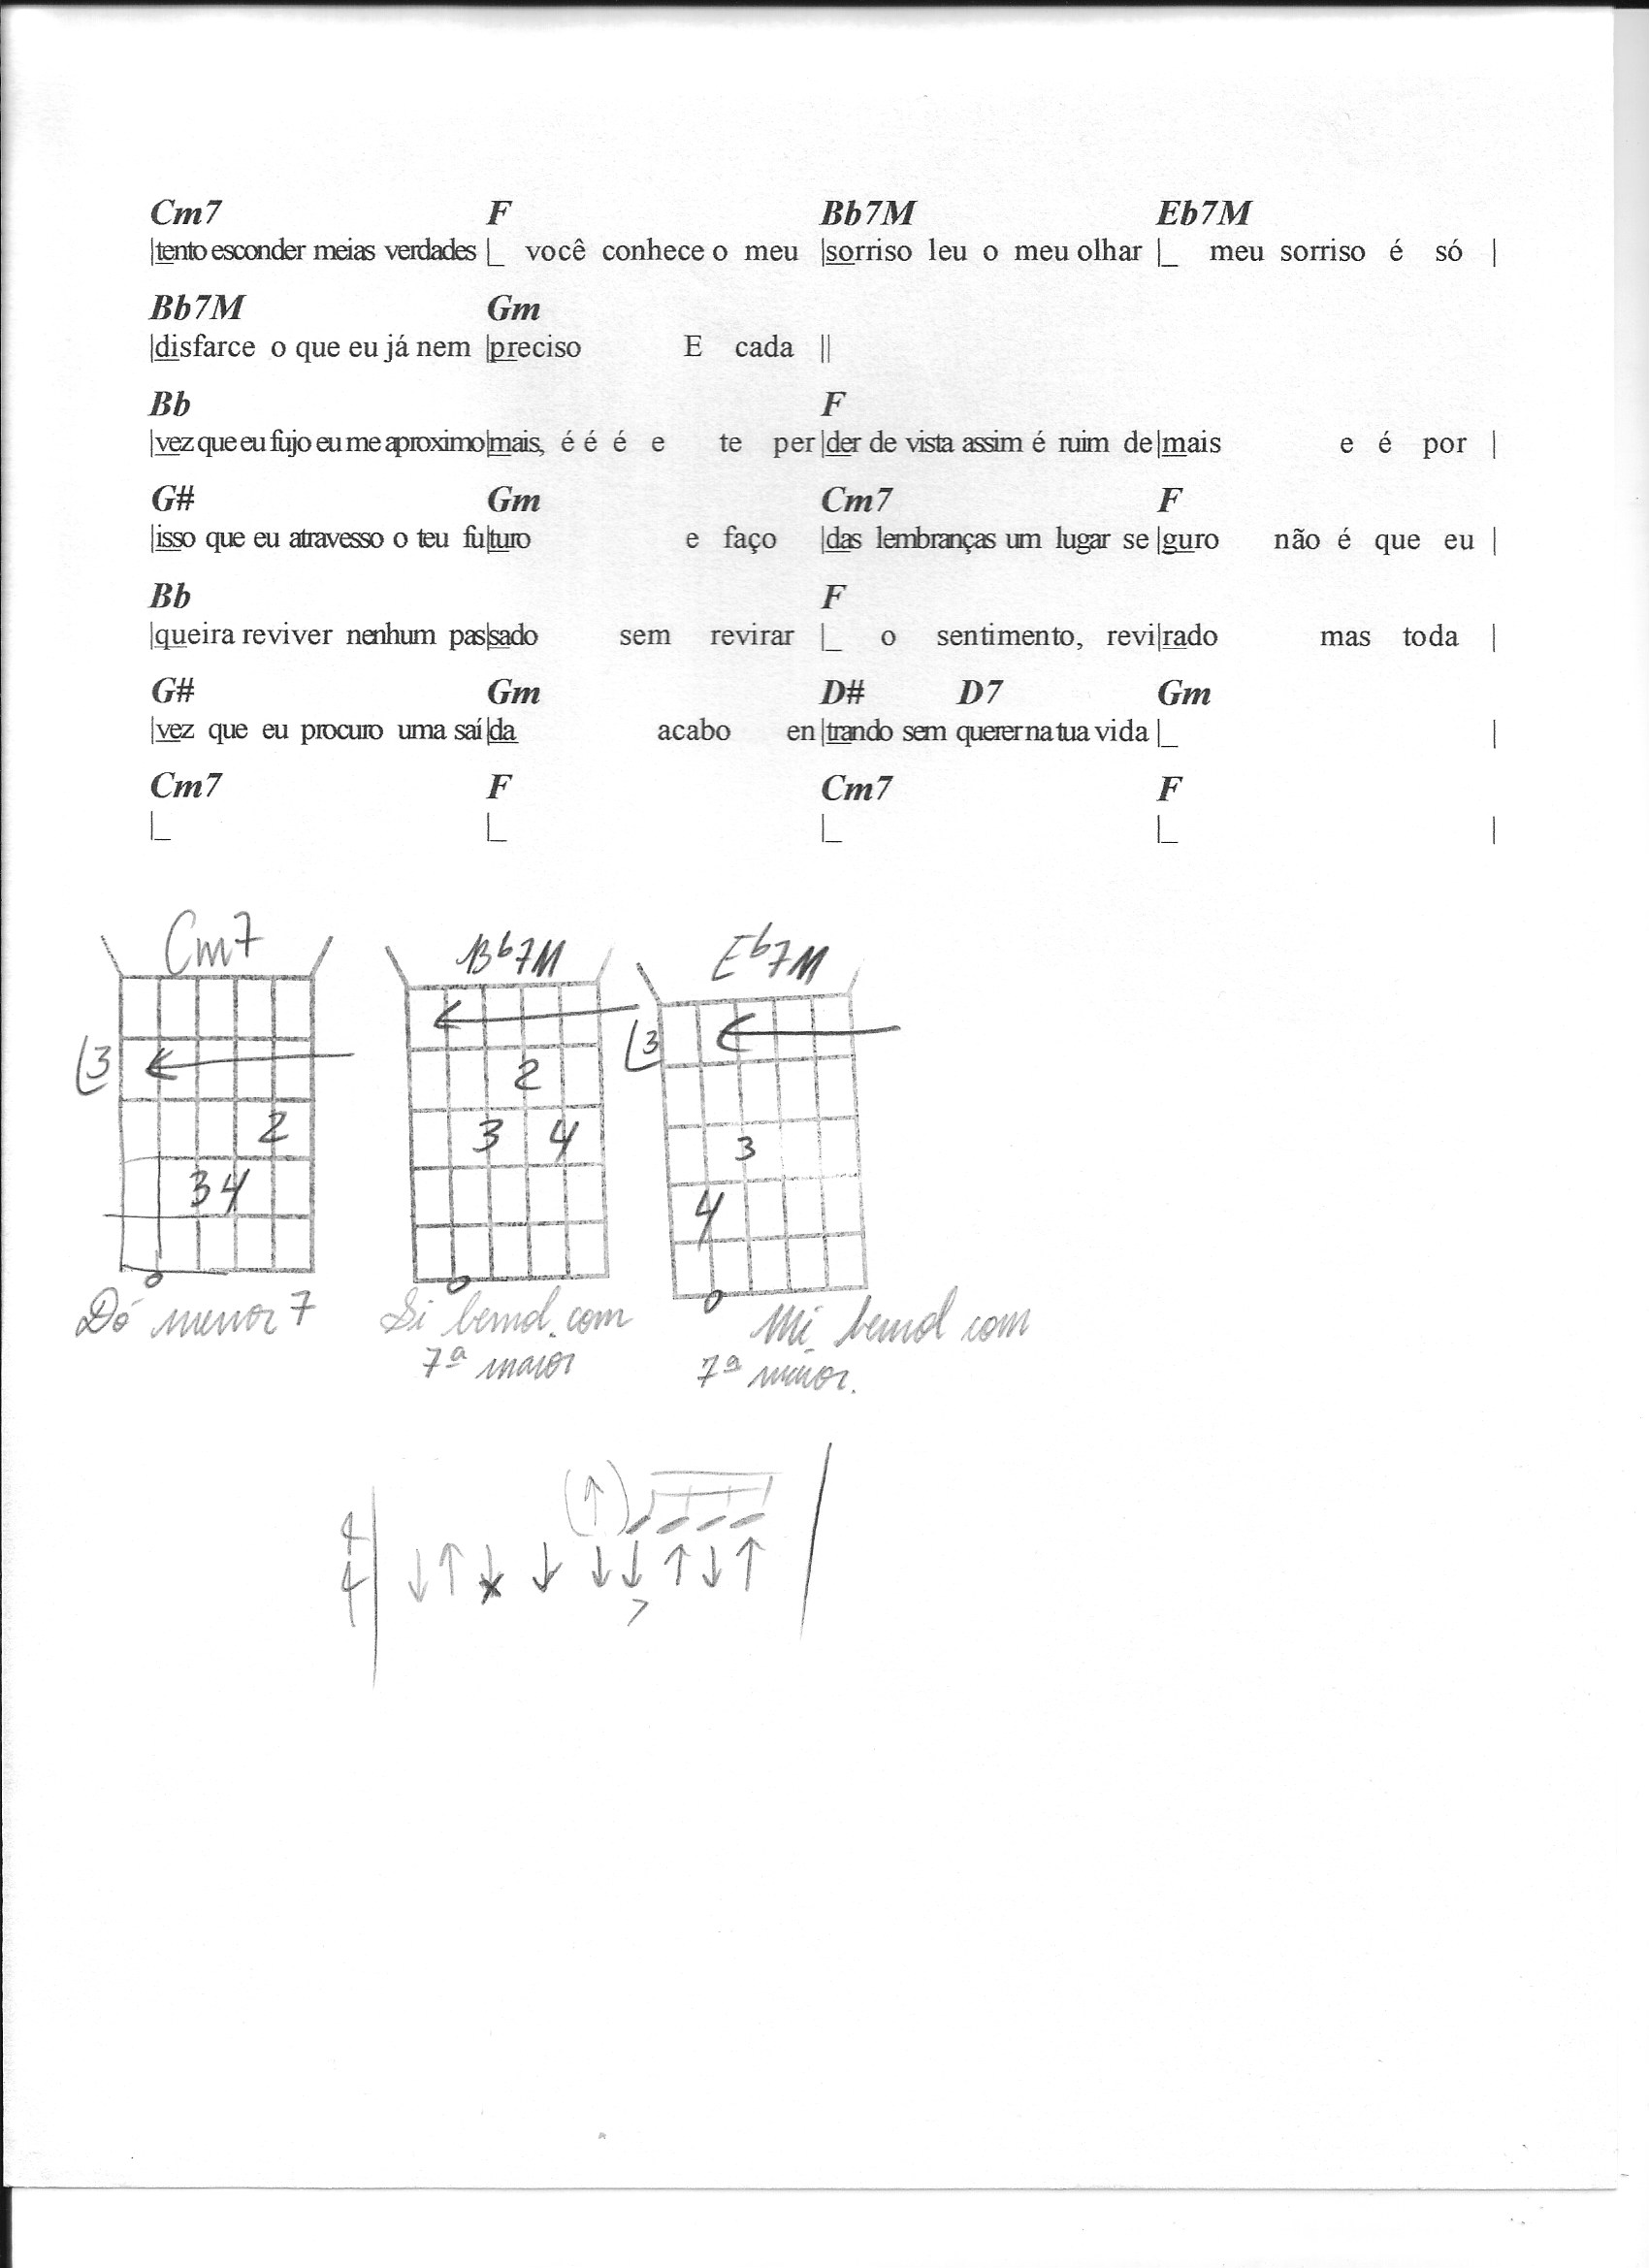 Cm7 F Bb7M Eb7M
|tento esconder meias verdades |_ você conhece o meu |sorriso leu o meu olhar |_ meu sorriso é só |
Bb7M Gm
|disfarce o que eu já nem |preciso E cada ||
Bb F
|vez que eu fujo eu me aproximo|mais, é é é e te per|der de vista assim é ruim de|mais e é por |
G# Gm Cm7 F
|isso que eu atravesso o teu fu|turo e faço |das lembranças um lugar se|guro não é que eu |
Bb F
|queira reviver nenhum pas|sado sem revirar |_ o sentimento, revi|rado mas toda |
G# Gm D# D7 Gm
|vez que eu procuro uma saí|da acabo en|trando sem querer na tua vida |_ |
Cm7 F Cm7 F
|_ |_ |_ |_ |
Cm7 Bb7M Eb7M
3 3
2 2
3 4 3 4 3
4
Dó menor 7 Si bemol com Mi bemol com
7ª maior 7ª maior.
4
4 | ↓ ↑ ↓ ↓ (↑) ↓ ↓ ↑ ↓ ↑ |
x >